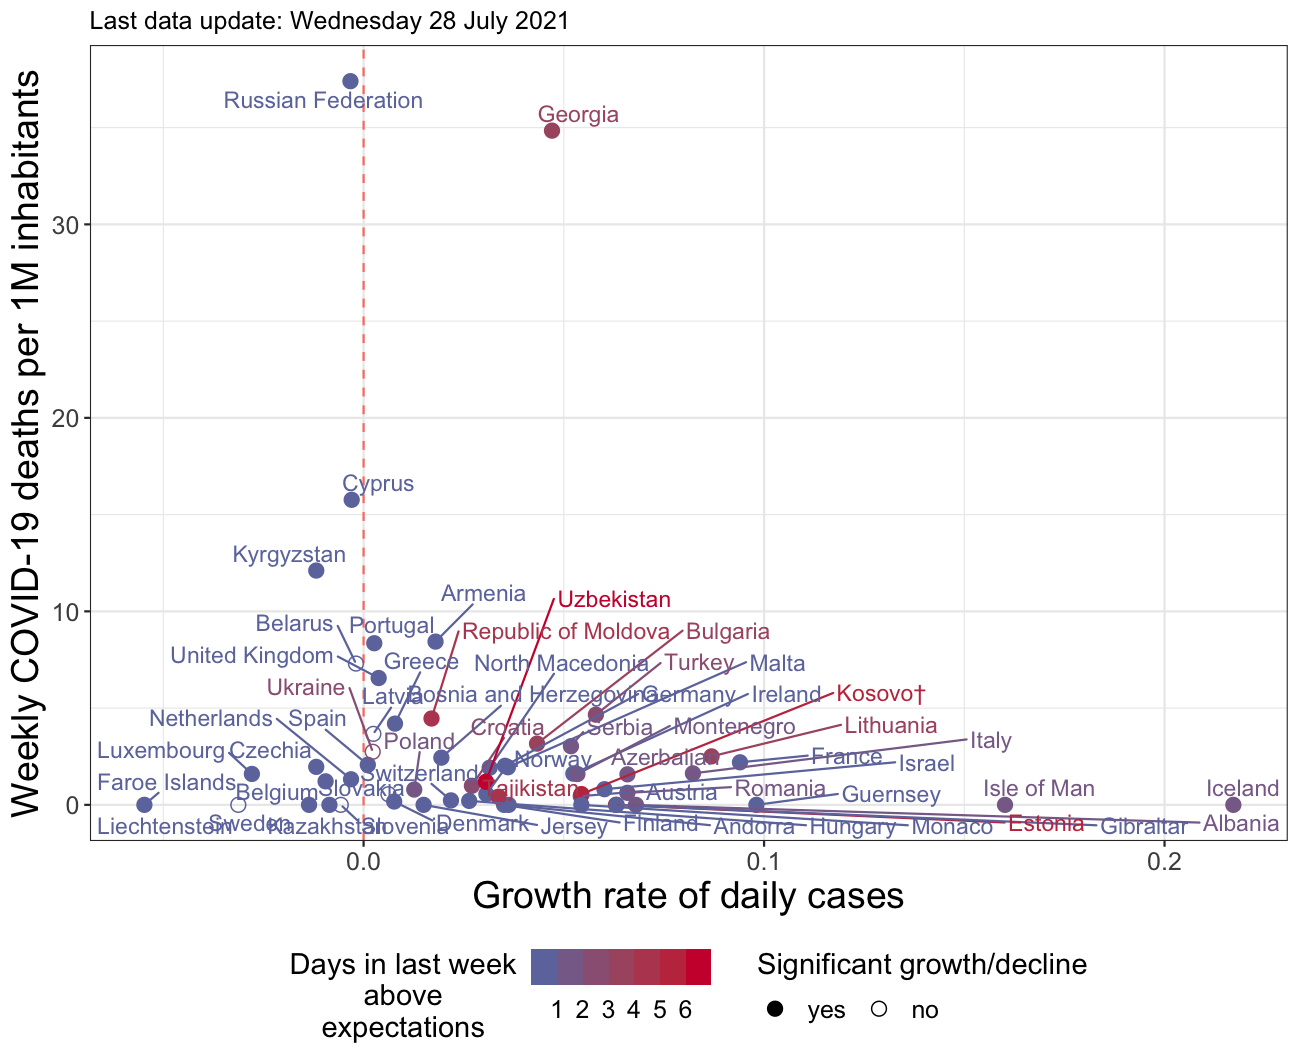 Last data update: Wednesday 28 July 2021
Weekly COVID-19 deaths per 1M inhabitants
Russian Federation
Georgia
30
20
Cyprus
Kyrgyzstan
10
Armenia
Uzbekistan
Belarus
Portugal
Republic of Moldova
Bulgaria
United Kingdom
Greece
North Macedonia
Turkey
Malta
Ukraine
Latvia
Bosnia and Herzegovina
Germany
Ireland
Kosovo†
Netherlands
Spain
Croatia
Serbia
Montenegro
Lithuania
Poland
Italy
Luxembourg
Czechia
Norway
Azerbaijan
France
Israel
Switzerland
Faroe Islands
Belgium
Slovakia
Tajikistan
Austria
Romania
Guernsey
Isle of Man
Iceland
0
Liechtenstein
Sweden
Kazakhstan
Slovenia
Denmark
Jersey
Finland
Andorra
Hungary
Monaco
Estonia
Gibraltar
Albania
0.0
0.1
0.2
Growth rate of daily cases
Days in last week
above
expectations
1 2 3 4 5 6
Significant growth/decline
yes
no